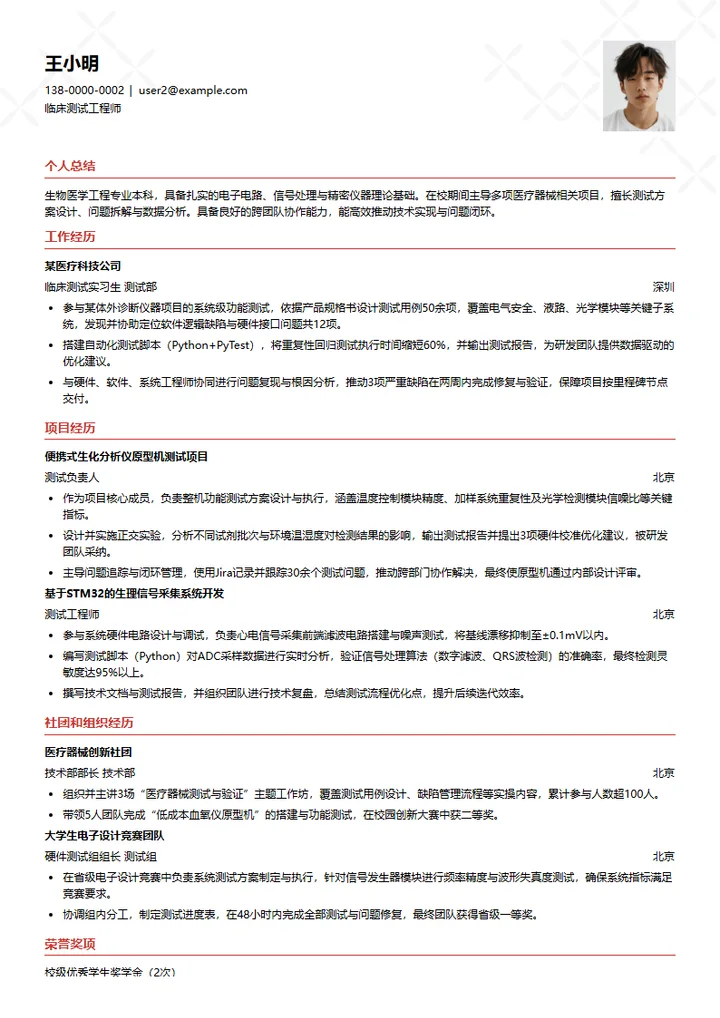 王小明
138-0000-0002 | user2@example.com
临床测试工程师
个人总结
生物医学工程专业本科，具备扎实的电子电路、信号处理与精密仪器理论基础。在校期间主导多项医疗器械相关项目，擅长测试方
案设计、问题拆解与数据分析。具备良好的跨团队协作能力，能高效推动技术实现与问题闭环。
工作经历
某医疗科技公司
临床测试实习生 测试部 深圳
• 参与某体外诊断仪器项目的系统级功能测试，依据产品规格书设计测试用例50余项，覆盖电气安全、液路、光学模块等关键子系
统，发现并协助定位软件逻辑缺陷与硬件接口问题共12项。
• 搭建自动化测试脚本（Python+PyTest），将重复性回归测试执行时间缩短60%，并输出测试报告，为研发团队提供数据驱动的
优化建议。
• 与硬件、软件、系统工程师协同进行问题复现与根因分析，推动3项严重缺陷在两周内完成修复与验证，保障项目按里程碑节点
交付。
项目经历
便携式生化分析仪原型机测试项目
测试负责人 北京
• 作为项目核心成员，负责整机功能测试方案设计与执行，涵盖温度控制模块精度、加样系统重复性及光学检测模块信噪比等关键
指标。
• 设计并实施正交实验，分析不同试剂批次与环境温湿度对检测结果的影响，输出测试报告并提出3项硬件校准优化建议，被研发
团队采纳。
• 主导问题追踪与闭环管理，使用Jira记录并跟踪30余个测试问题，推动跨部门协作解决，最终使原型机通过内部设计评审。
基于STM32的生理信号采集系统开发
测试工程师 北京
• 参与系统硬件电路设计与调试，负责心电信号采集前端滤波电路搭建与噪声测试，将基线漂移抑制至±0.1mV以内。
• 编写测试脚本（Python）对ADC采样数据进行实时分析，验证信号处理算法（数字滤波、QRS波检测）的准确率，最终检测灵
敏度达95%以上。
• 撰写技术文档与测试报告，并组织团队进行技术复盘，总结测试流程优化点，提升后续迭代效率。
社团和组织经历
医疗器械创新社团
技术部部长 技术部 北京
• 组织并主讲3场“医疗器械测试与验证”主题工作坊，覆盖测试用例设计、缺陷管理流程等实操内容，累计参与人数超100人。
• 带领5人团队完成“低成本血氧仪原型机”的搭建与功能测试，在校园创新大赛中获二等奖。
大学生电子设计竞赛团队
硬件测试组组长 测试组 北京
• 在省级电子设计竞赛中负责系统测试方案制定与执行，针对信号发生器模块进行频率精度与波形失真度测试，确保系统指标满足
竞赛要求。
• 协调组内分工，制定测试进度表，在48小时内完成全部测试与问题修复，最终团队获得省级一等奖。
荣誉奖项
校级优秀学生奖学金（2次）